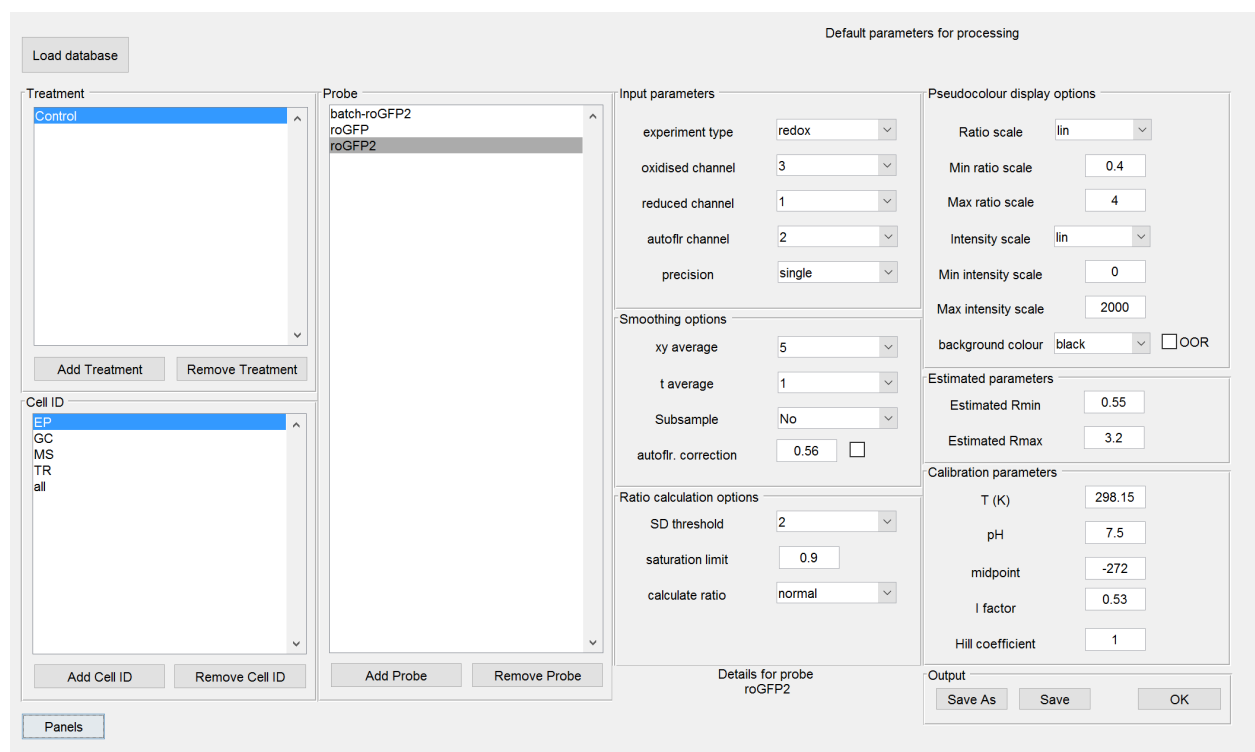 Default parameters for processing
Load database
Treatment
Control
Add Treatment
Remove Treatment
Cell ID
EP
GC
MS
TR
all
Add Cell ID
Remove Cell ID
Panels
Probe
batch-roGFP2
roGFP
roGFP2
Add Probe
Remove Probe
Input parameters
experiment type redox
oxidised channel 3
reduced channel 1
autoflr channel 2
precision single
Smoothing options
xy average 5
t average 1
Subsample No
autoflr. correction 0.56
Ratio calculation options
SD threshold 2
saturation limit 0.9
calculate ratio normal
Details for probe
roGFP2
Pseudocolour display options
Ratio scale lin
Min ratio scale 0.4
Max ratio scale 4
Intensity scale lin
Min intensity scale 0
Max intensity scale 2000
background colour black OOR
Estimated parameters
Estimated Rmin 0.55
Estimated Rmax 3.2
Calibration parameters
T (K) 298.15
pH 7.5
midpoint -272
I factor 0.53
Hill coefficient 1
Output
Save As Save OK